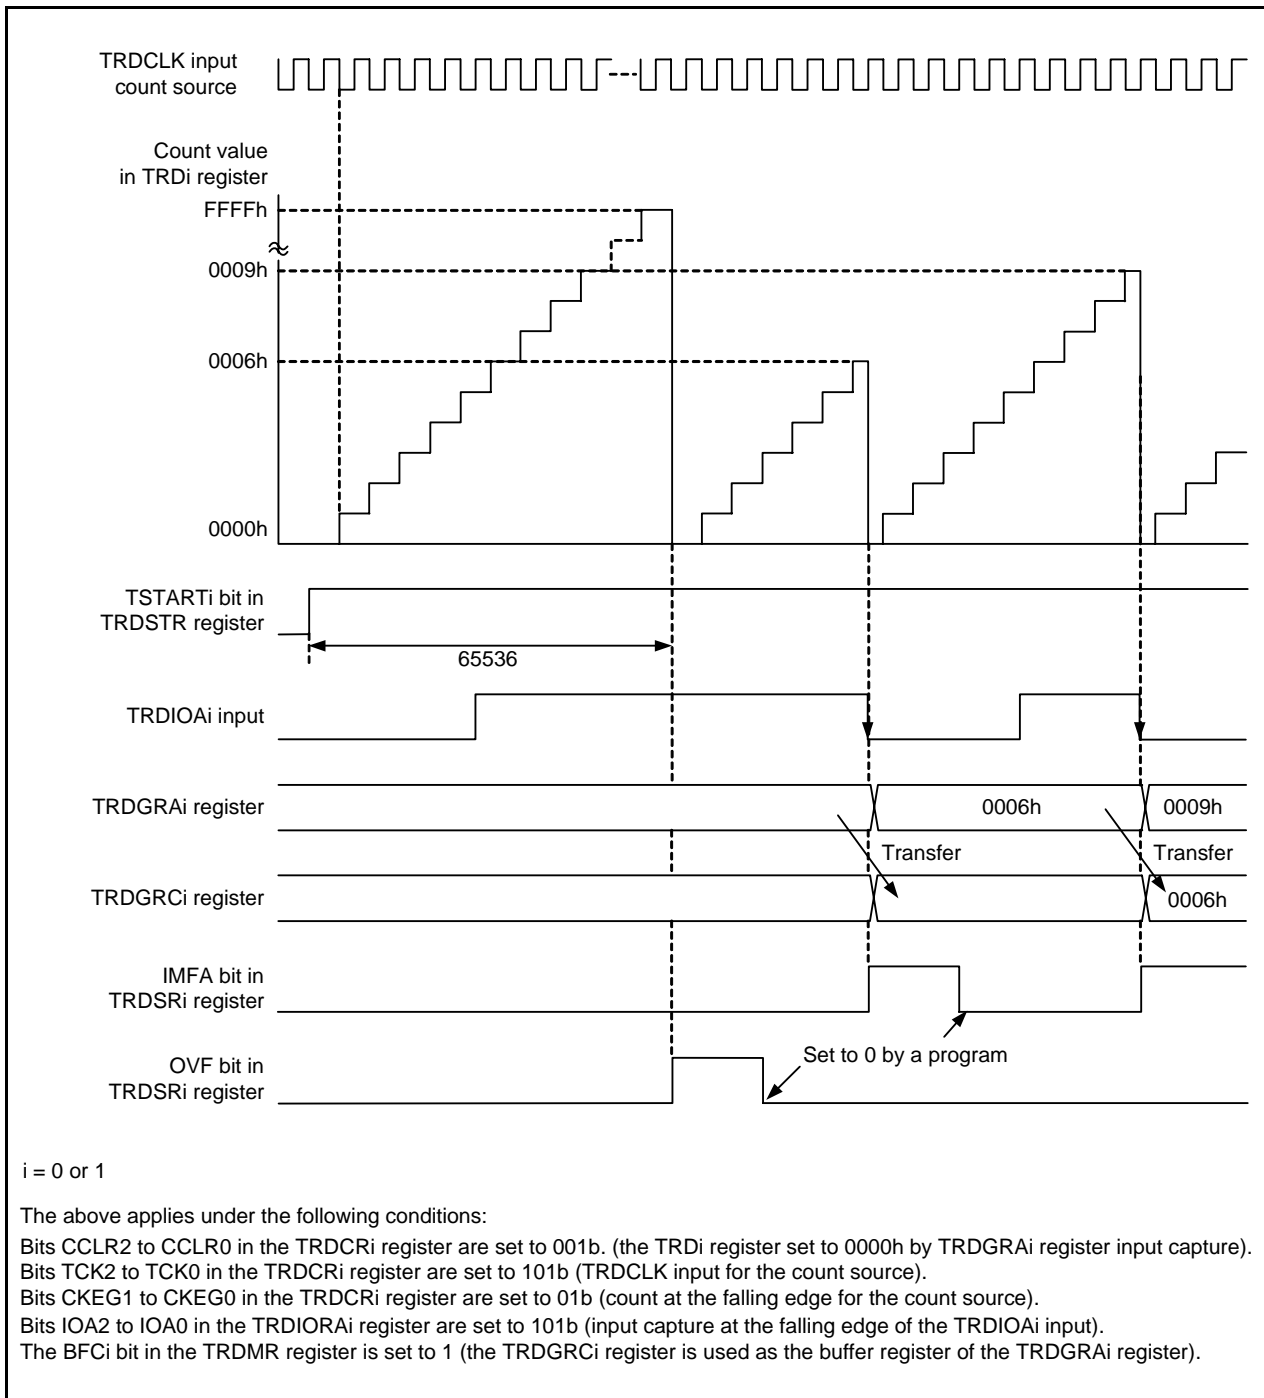 TRDCLK input
count source
Count value
in TRDi register
FFFFh
0009h
0006h
0000h
TSTARTi bit in
TRDSTR register
65536
TRDIOAi input
TRDGRAi register
0006h
0009h
Transfer
Transfer
TRDGRCi register
0006h
IMFA bit in
TRDSRi register
Set to 0 by a program
OVF bit in
TRDSRi register
i = 0 or 1
The above applies under the following conditions:
Bits CCLR2 to CCLR0 in the TRDCRi register are set to 001b. (the TRDi register set to 0000h by TRDGRAi register input capture).
Bits TCK2 to TCK0 in the TRDCRi register are set to 101b (TRDCLK input for the count source).
Bits CKEG1 to CKEG0 in the TRDCRi register are set to 01b (count at the falling edge for the count source).
Bits IOA2 to IOA0 in the TRDIORAi register are set to 101b (input capture at the falling edge of the TRDIOAi input).
The BFCi bit in the TRDMR register is set to 1 (the TRDGRCi register is used as the buffer register of the TRDGRAi register).